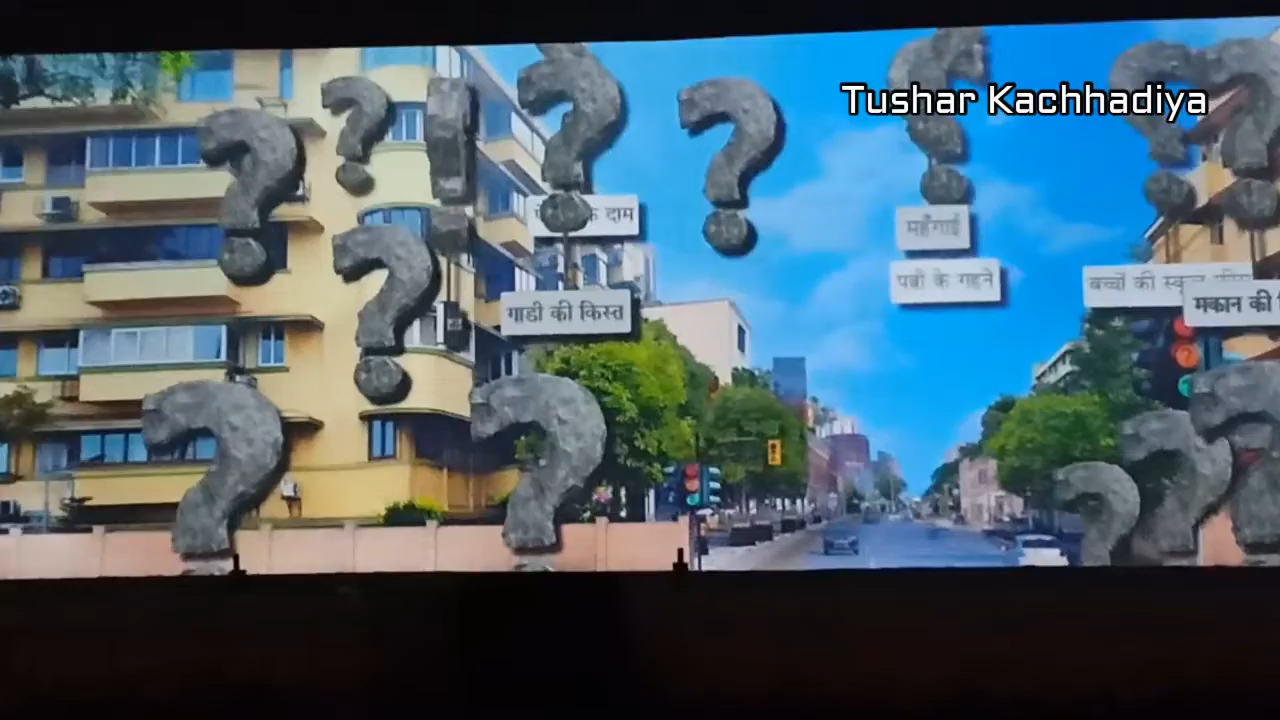 Tushar Kachhadiya
के दाम
महँगाई
पत्नी के गहने
बच्चों की
मकान की
गाडी की किस्त